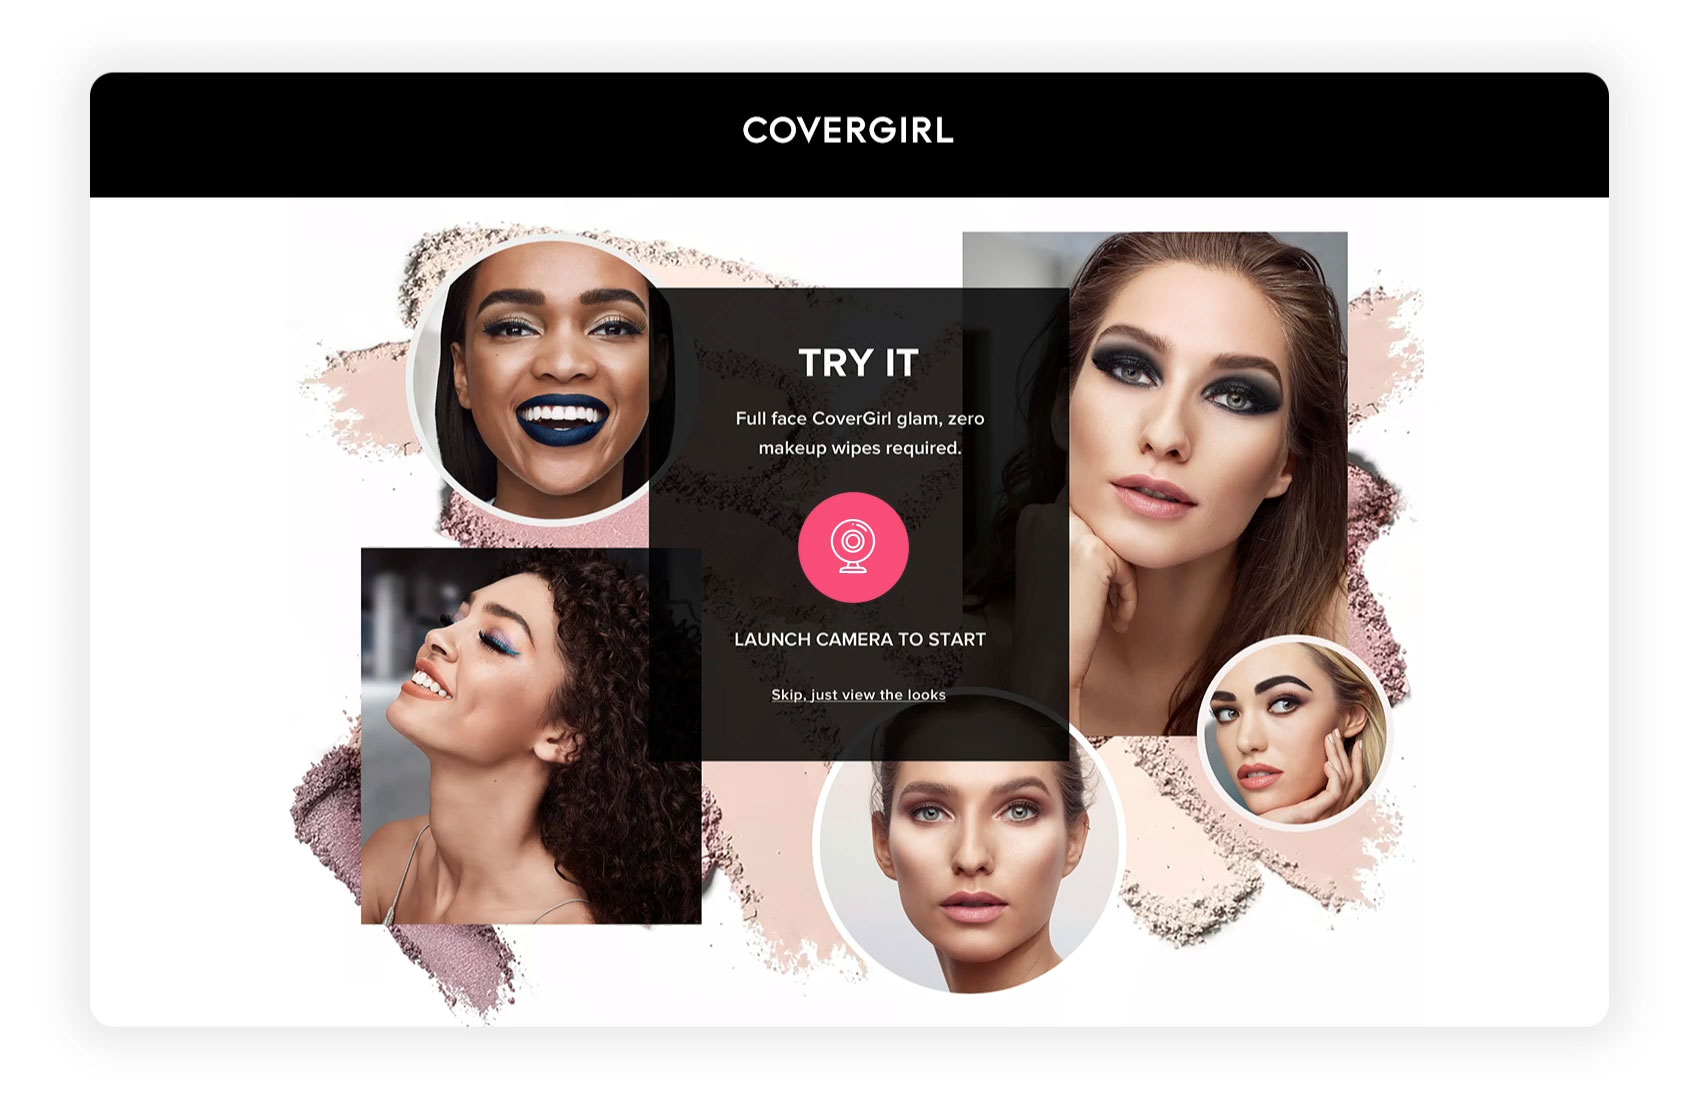 COVERGIRL
TRY IT
Full face CoverGirl glam, zero
makeup wipes required.
LAUNCH CAMERA TO START
Skip, just view the looks